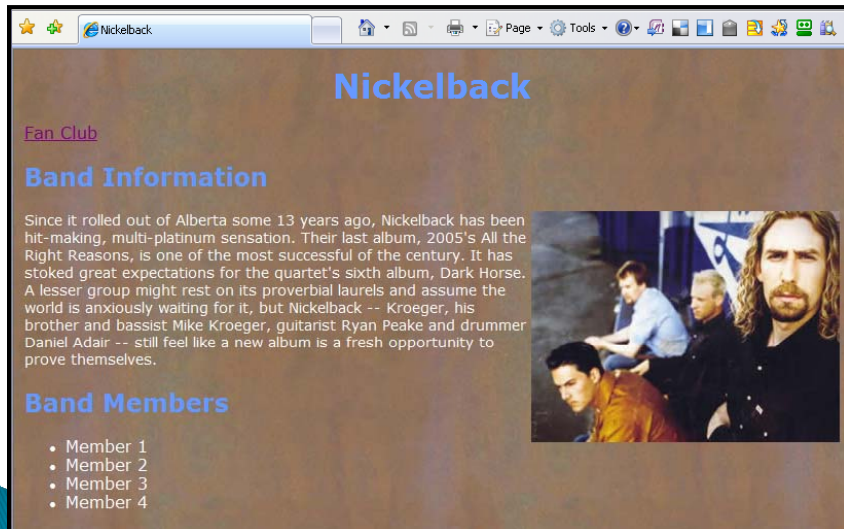 Nickelback
Page
Tools
Nickelback
Fan Club
Band Information
Since it rolled out of Alberta some 13 years ago, Nickelback has been
hit-making, multi-platinum sensation. Their last album, 2005's All the
Right Reasons, is one of the most successful of the century. It has
stoked great expectations for the quartet's sixth album, Dark Horse.
A lesser group might rest on its proverbial laurels and assume the
world is anxiously waiting for it, but Nickelback -- Kroeger, his
brother and bassist Mike Kroeger, guitarist Ryan Peake and drummer
Daniel Adair -- still feel like a new album is a fresh opportunity to
prove themselves.
Band Members
• Member 1
• Member 2
• Member 3
• Member 4